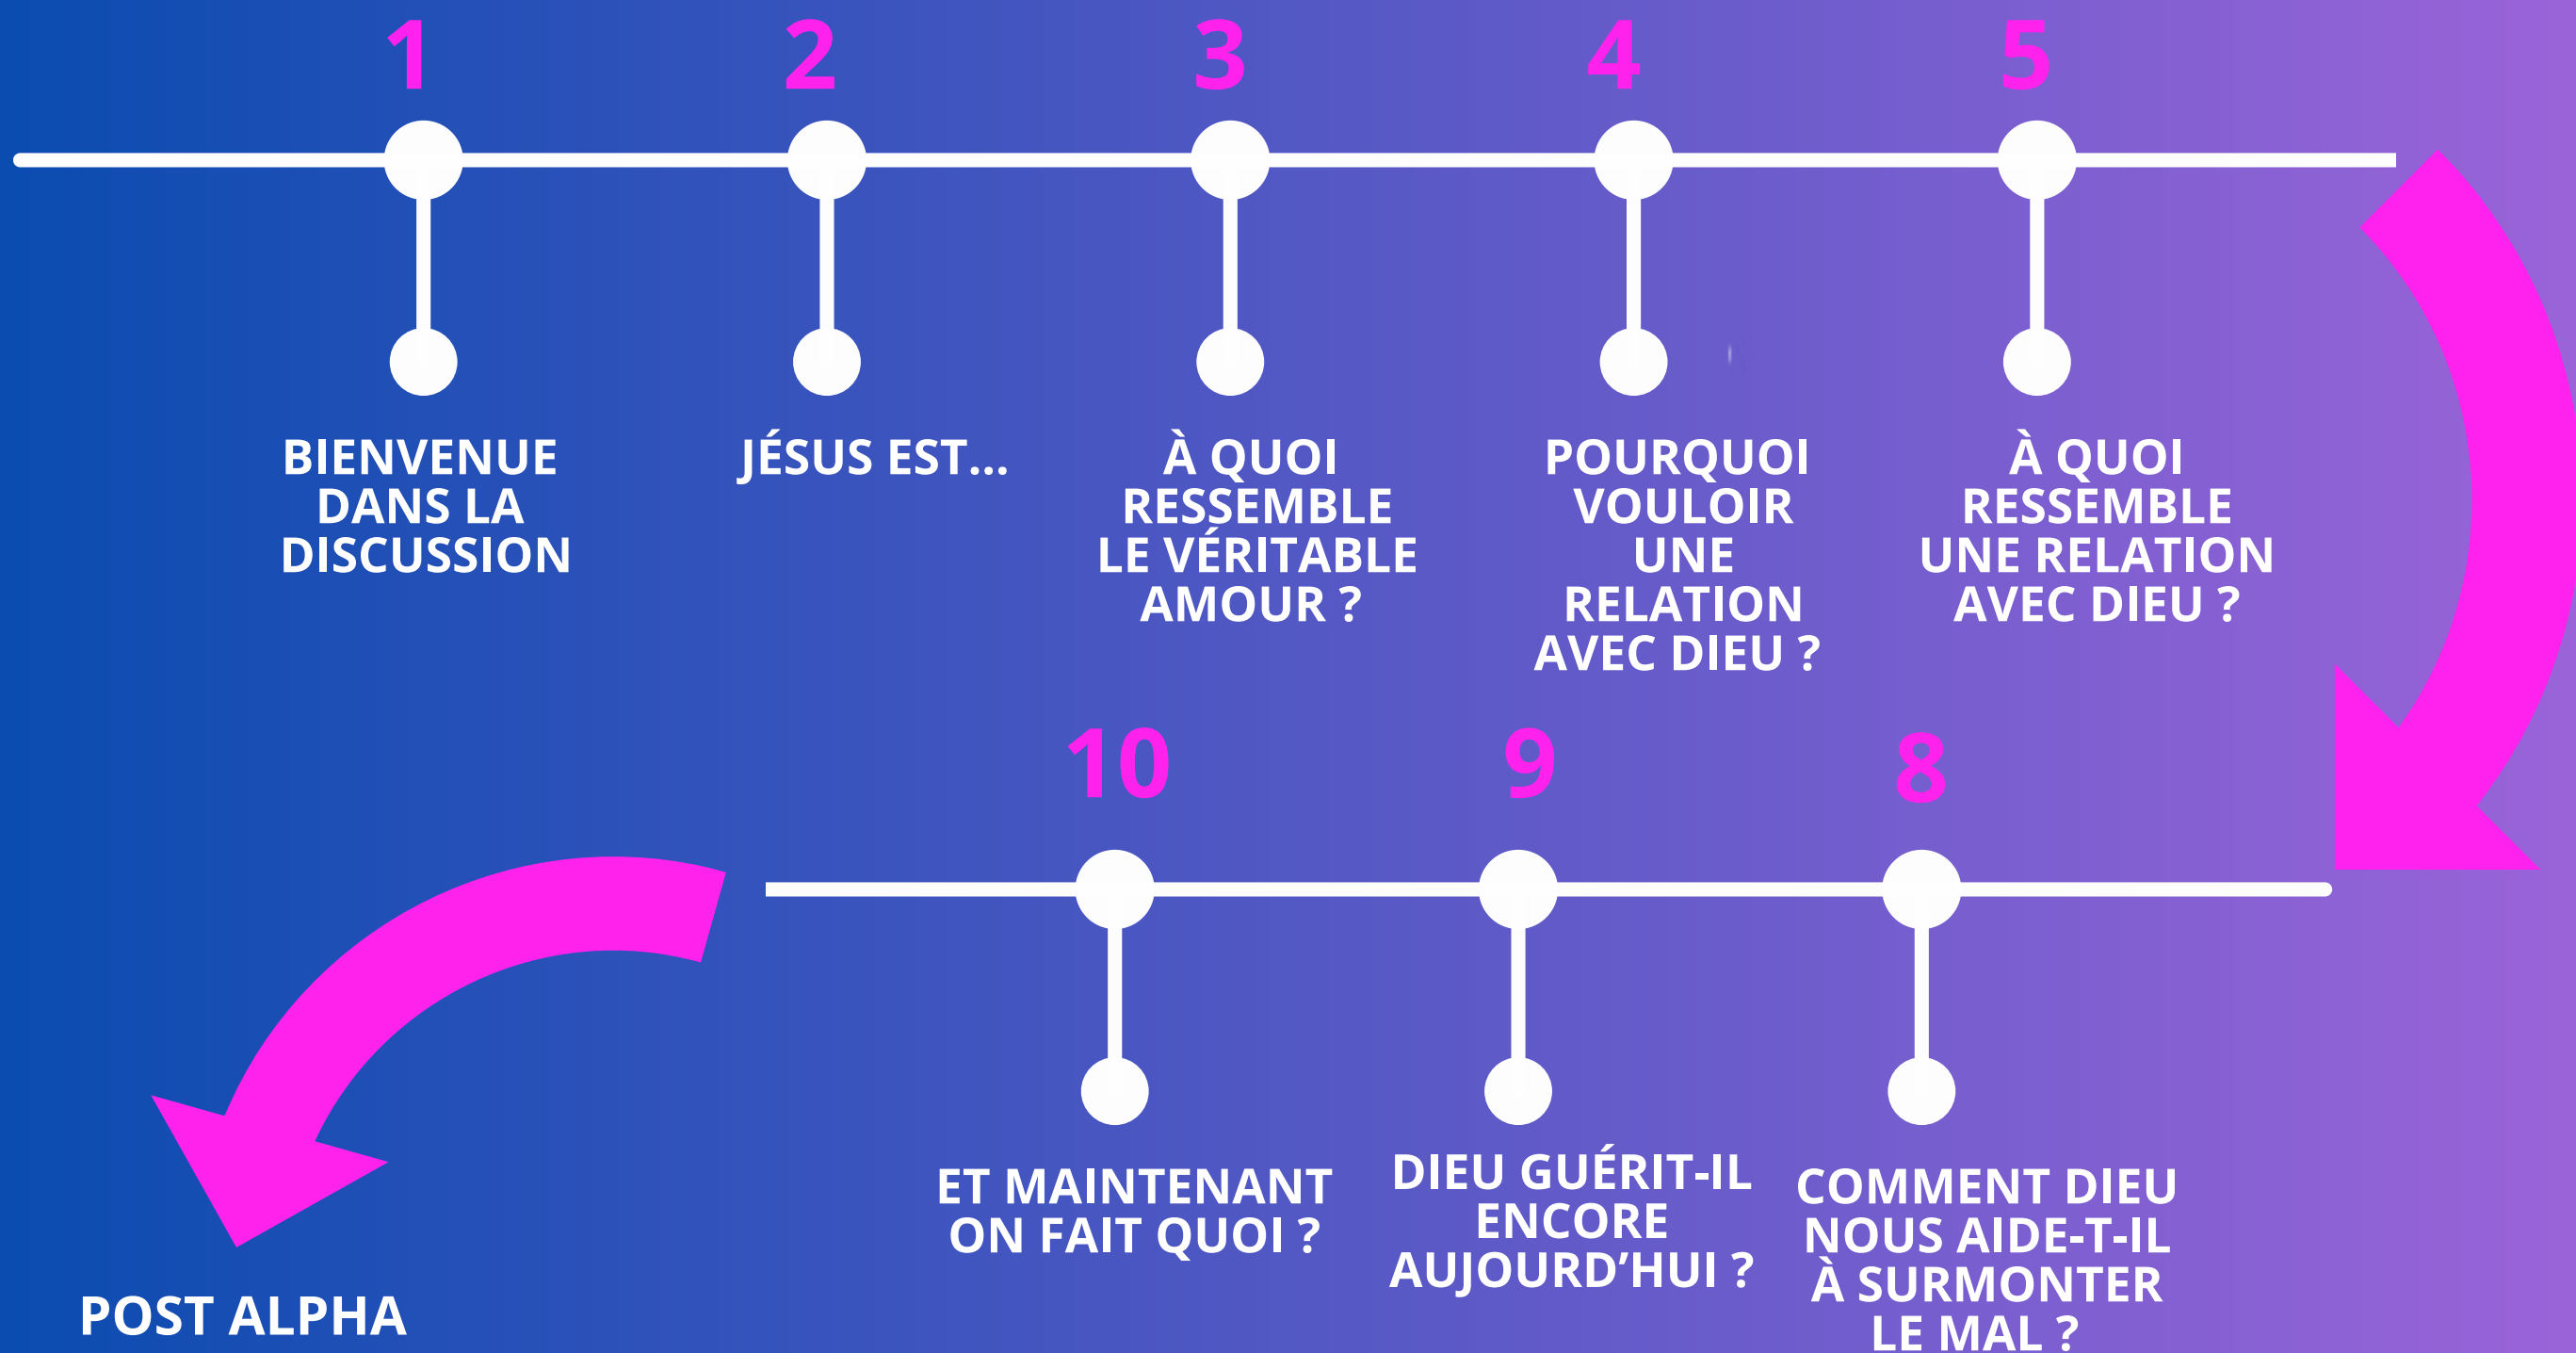 1
BIENVENUE
DANS LA
DISCUSSION
2
JÉSUS EST...
3
À QUOI
RESSEMBLE
LE VÉRITABLE
AMOUR ?
4
POURQUOI
VOULOIR
UNE
RELATION
AVEC DIEU ?
5
À QUOI
RESSEMBLE
UNE RELATION
AVEC DIEU ?
8
COMMENT DIEU
NOUS AIDE-T-IL
À SURMONTER
LE MAL ?
9
DIEU GUÉRIT-IL
ENCORE
AUJOURD’HUI ?
10
ET MAINTENANT
ON FAIT QUOI ?
POST ALPHA